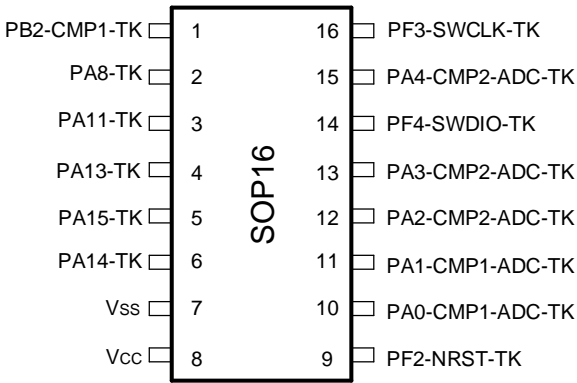 PB2-CMP1-TK 1 16 PF3-SWCLK-TK
PA8-TK 2 15 PA4-CMP2-ADC-TK
PA11-TK 3 14 PF4-SWDIO-TK
PA13-TK 4 13 PA3-CMP2-ADC-TK
PA15-TK 5 12 PA2-CMP2-ADC-TK
PA14-TK 6 11 PA1-CMP1-ADC-TK
Vss 7 10 PA0-CMP1-ADC-TK
Vcc 8 9 PF2-NRST-TK
SOP16